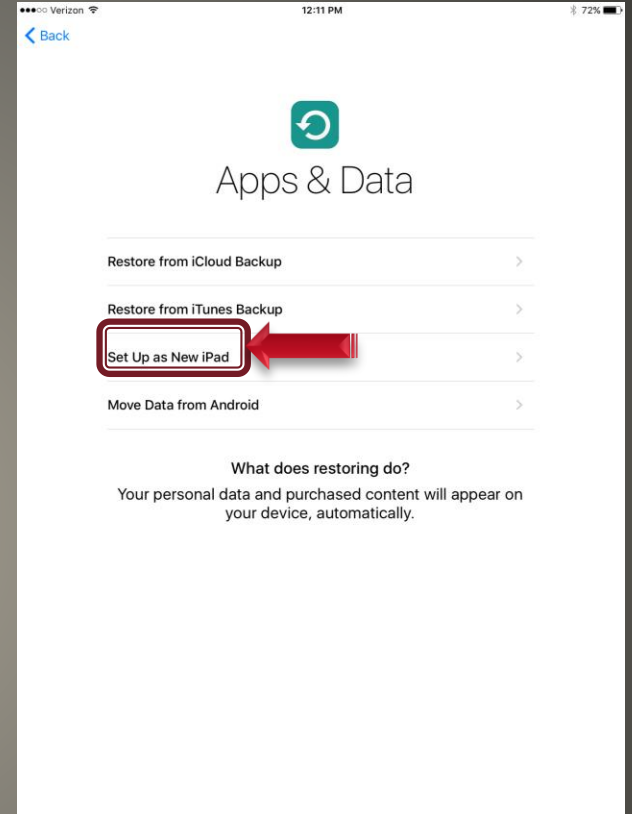 Verizon 12:11 PM 72%
Back
Apps & Data
Restore from iCloud Backup
Restore from iTunes Backup
Set Up as New iPad
Move Data from Android
What does restoring do?
Your personal data and purchased content will appear on
your device, automatically.